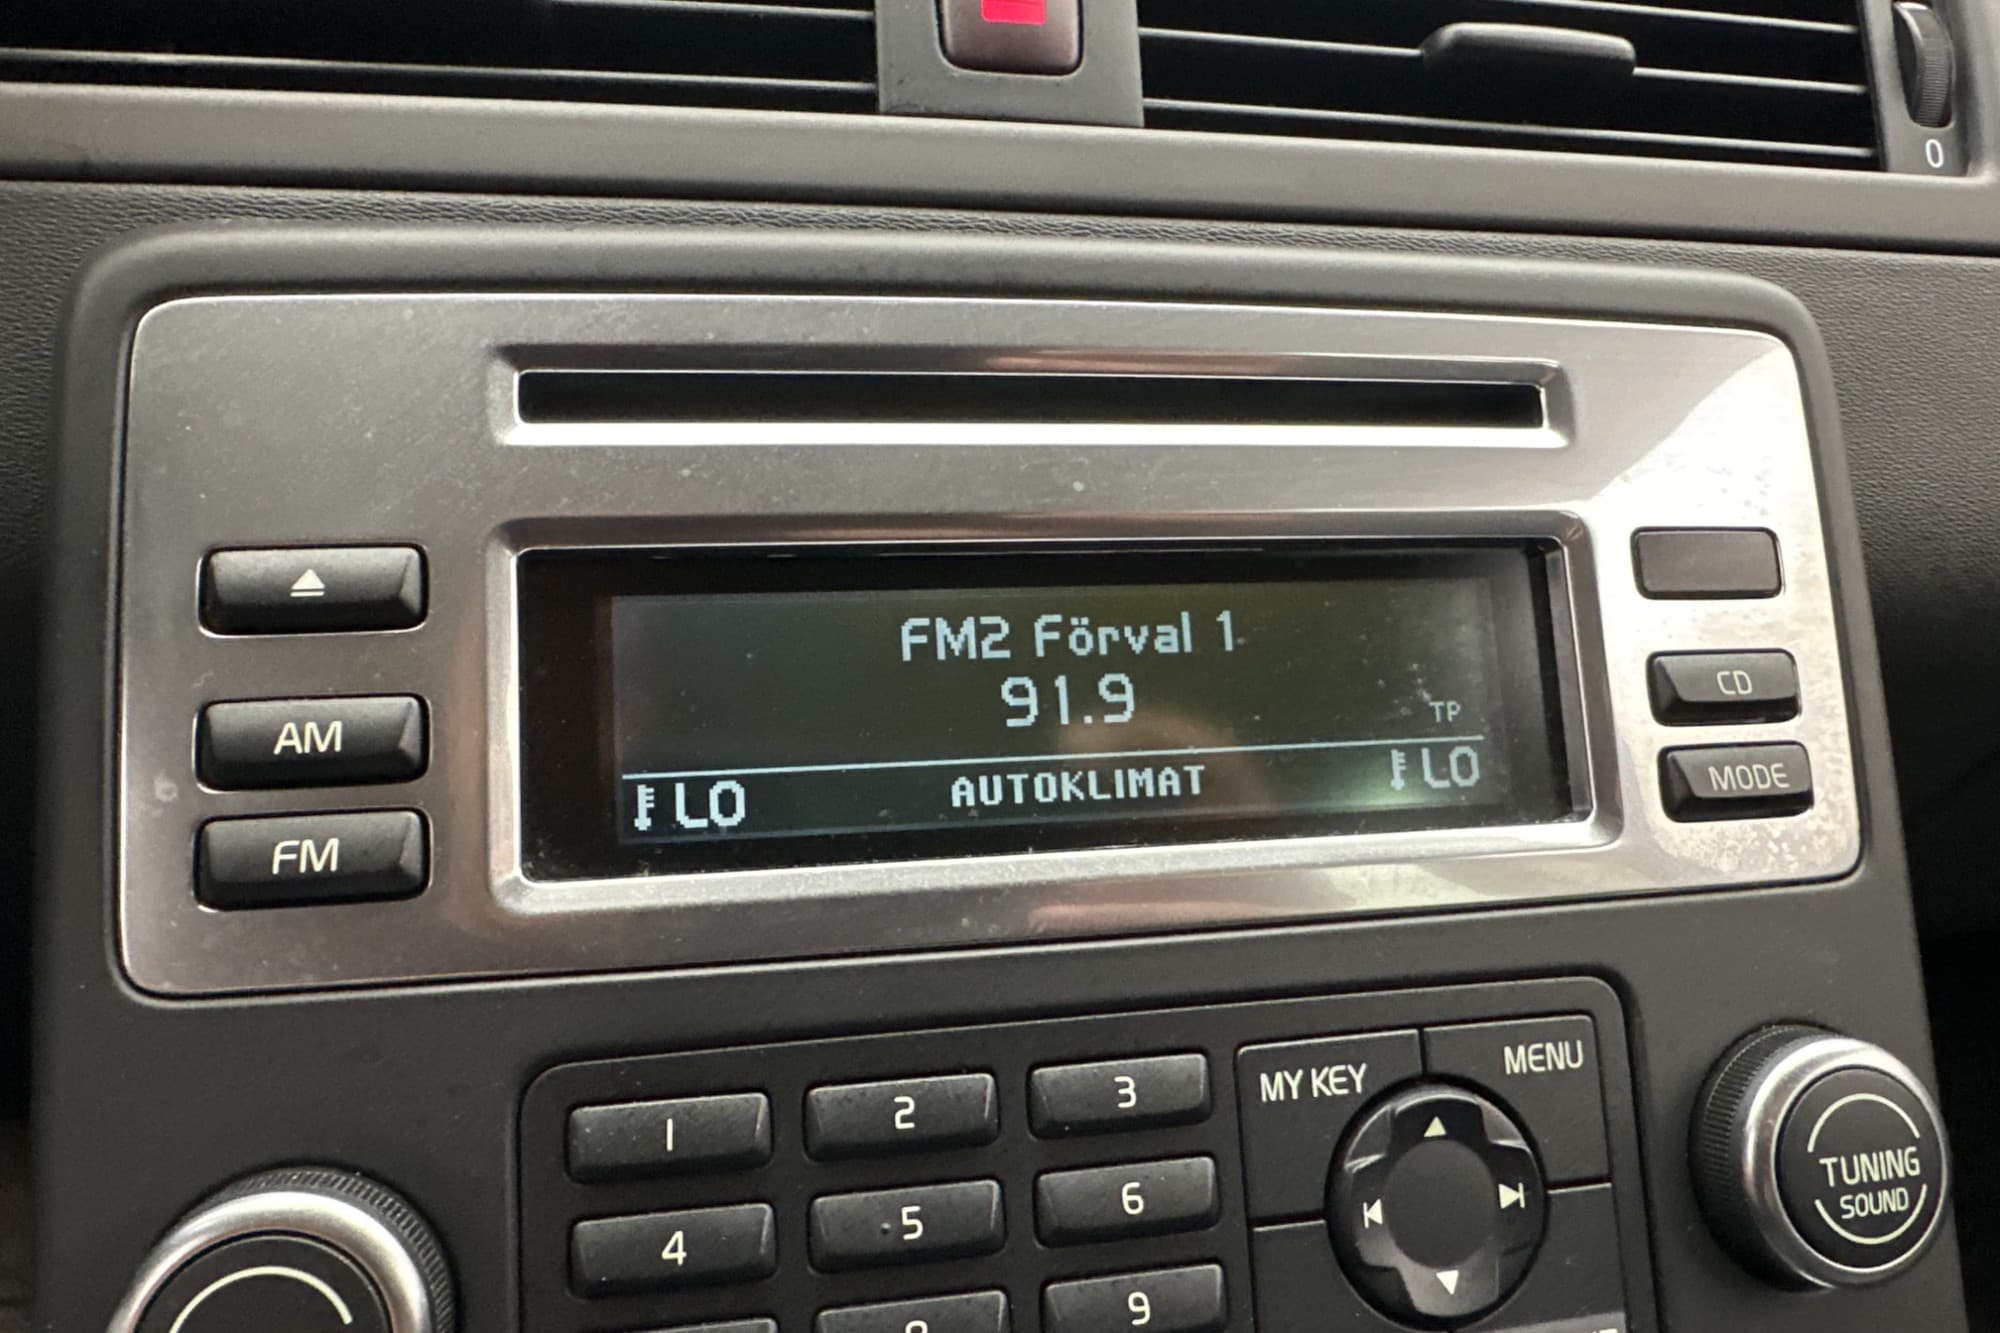 0
FM2 Förval 1
91.9
TP
LO AUTOKLIMAT LO
AM
FM
CD
MODE
MY KEY
MENU
1 2 3
4 5 6
9
TUNING
SOUND